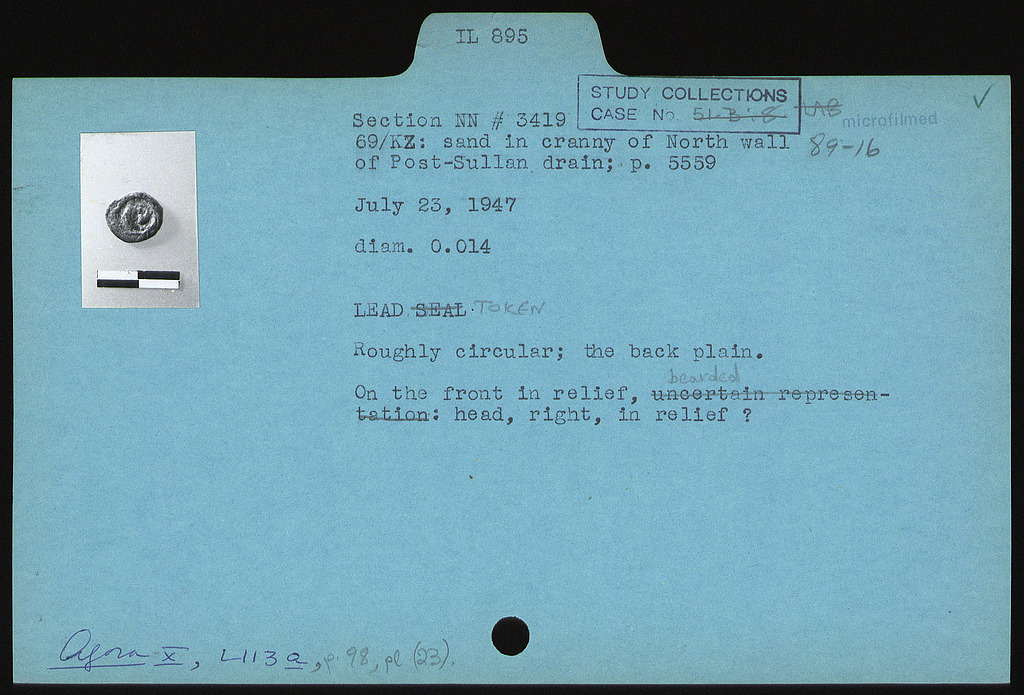 IL 895
STUDY COLLECTIONS
CASE No. 51-B-8 LAB
microfilmed
89-16
✓
Section NN # 3419
69/KZ: sand in cranny of North wall
of Post-Sullan drain; p. 5559
July 23, 1947
diam. 0.014
LEAD SEAL. TOKEN
Roughly circular; the back plain.
bearded
On the front in relief, uncertain represen-
tation: head, right, in relief ?
Agora X, L113a, p. 98, pl. (23).